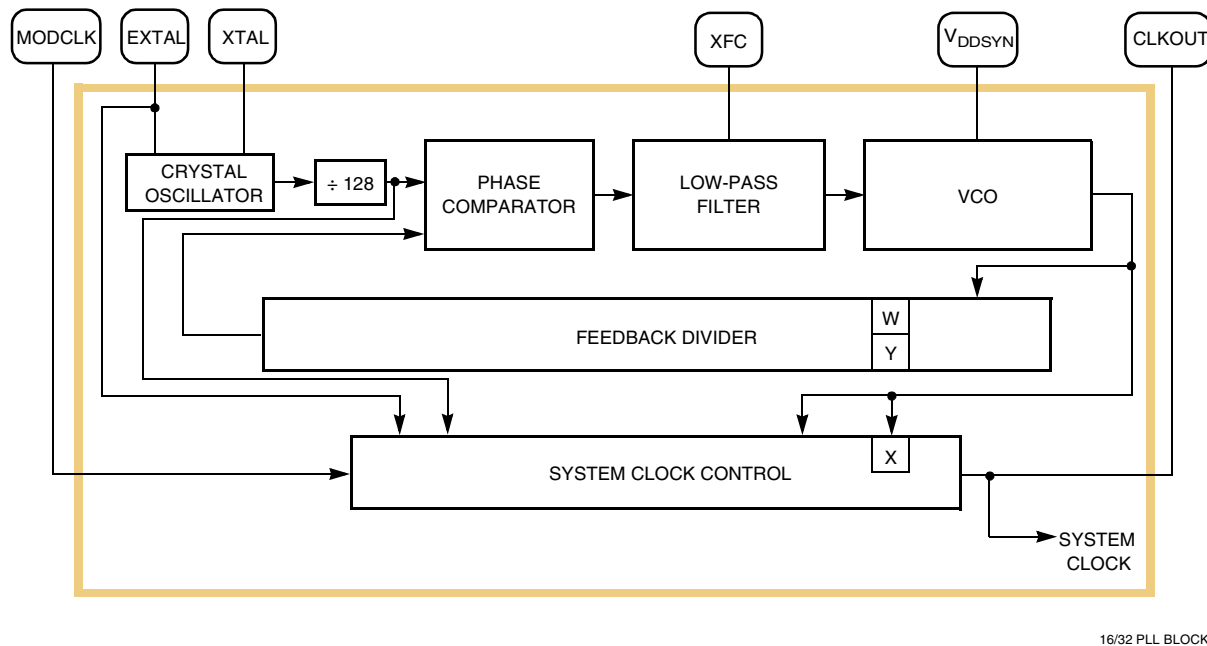 MODCLK
EXTAL
XTAL
XFC
VDDSYN
CLKOUT
CRYSTAL
OSCILLATOR
÷ 128
PHASE
COMPARATOR
LOW-PASS
FILTER
VCO
FEEDBACK DIVIDER
W
Y
SYSTEM CLOCK CONTROL
X
SYSTEM
CLOCK
16/32 PLL BLOCK